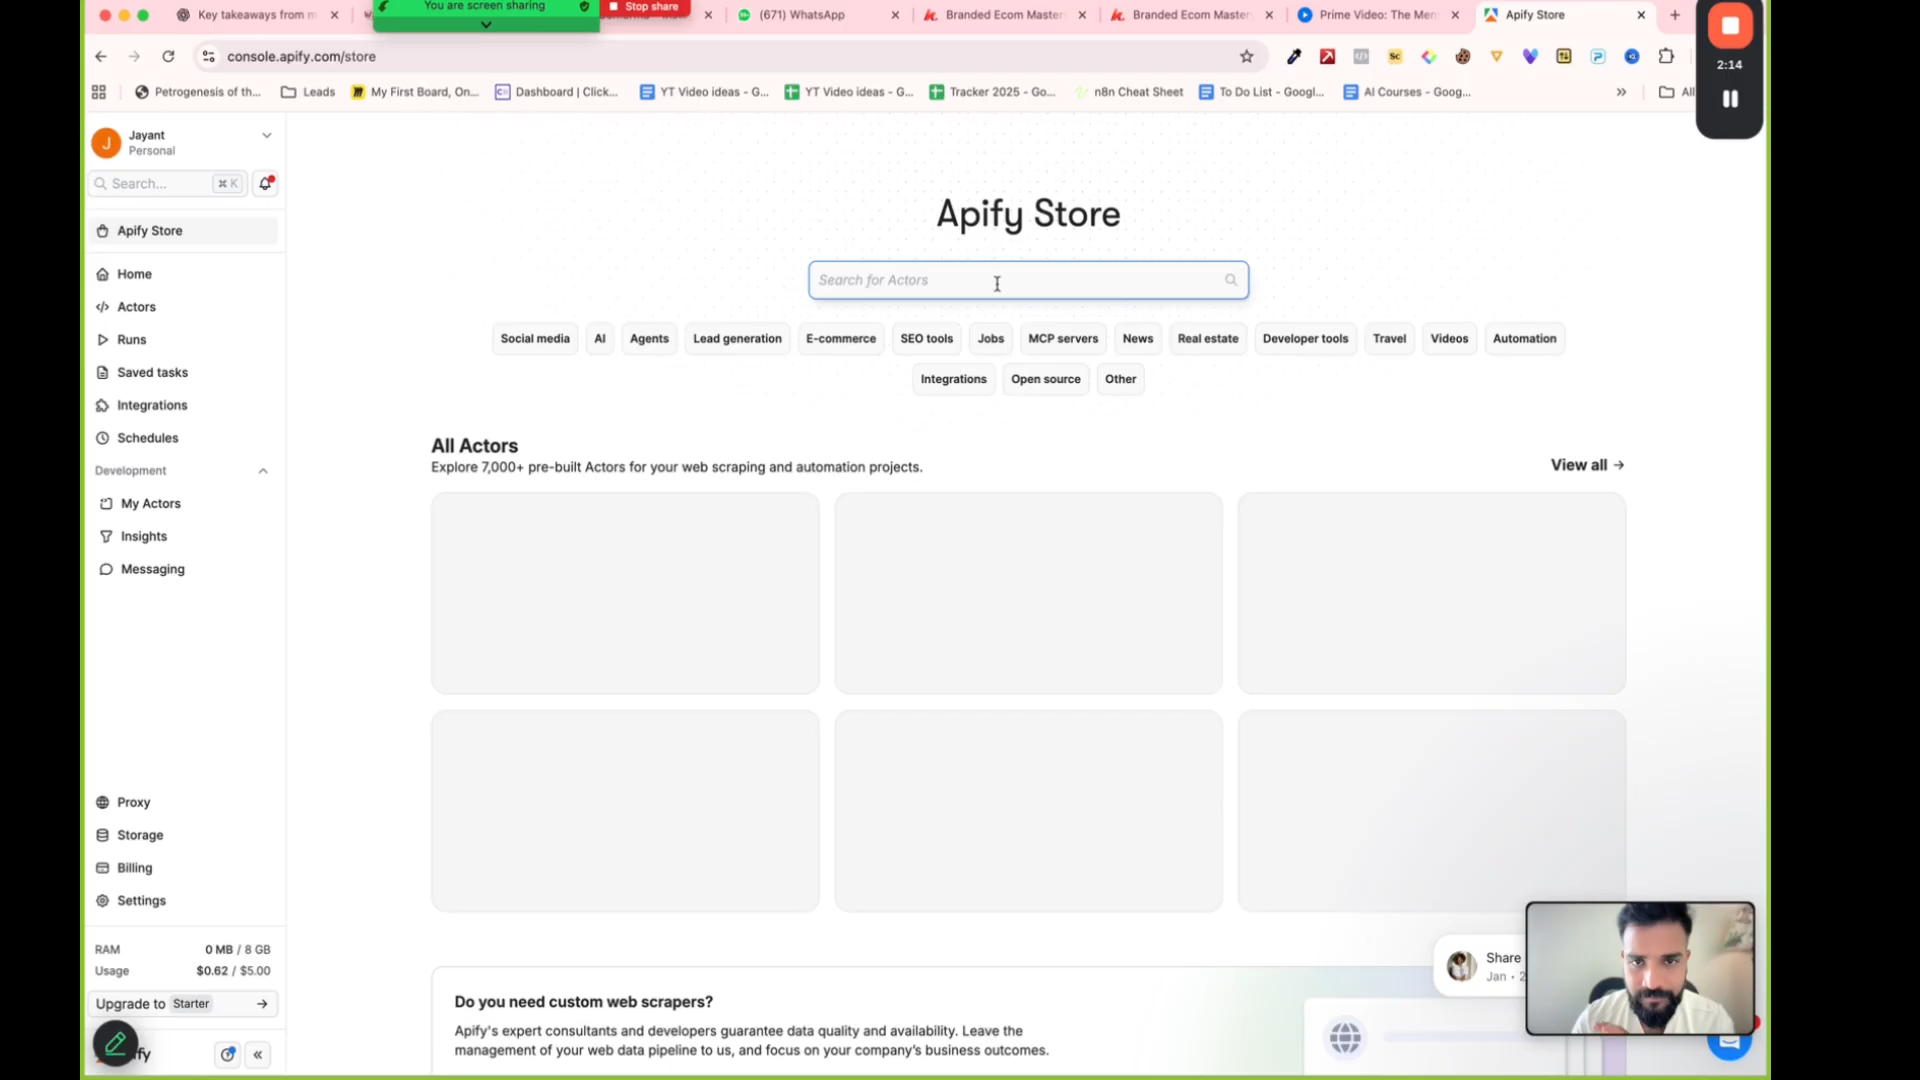 You are screen sharing
Stop share
Key takeaways from m
(671) WhatsApp
Branded Ecom Master
Branded Ecom Master
Prime Video: The Men
Apify Store
console.apify.com/store
2:14
Petrogenesis of th...
Leads
My First Board, On...
Dashboard | Click...
YT Video ideas - G...
YT Video ideas - G...
Tracker 2025 - Go...
n8n Cheat Sheet
To Do List - Googl...
AI Courses - Goog...
»
All
J
Jayant
Personal
Search...
⌘ K
Apify Store
Home
Actors
Runs
Saved tasks
Integrations
Schedules
Development
My Actors
Insights
Messaging
Proxy
Storage
Billing
Settings
RAM
0 MB / 8 GB
Usage
$0.62 / $5.00
Upgrade to Starter
fy
Apify Store
Search for Actors
Social media
AI
Agents
Lead generation
E-commerce
SEO tools
Jobs
MCP servers
News
Real estate
Developer tools
Travel
Videos
Automation
Integrations
Open source
Other
All Actors
Explore 7,000+ pre-built Actors for your web scraping and automation projects.
View all
Do you need custom web scrapers?
Apify's expert consultants and developers guarantee data quality and availability. Leave the
management of your web data pipeline to us, and focus on your company's business outcomes.
Share
Jan • 2